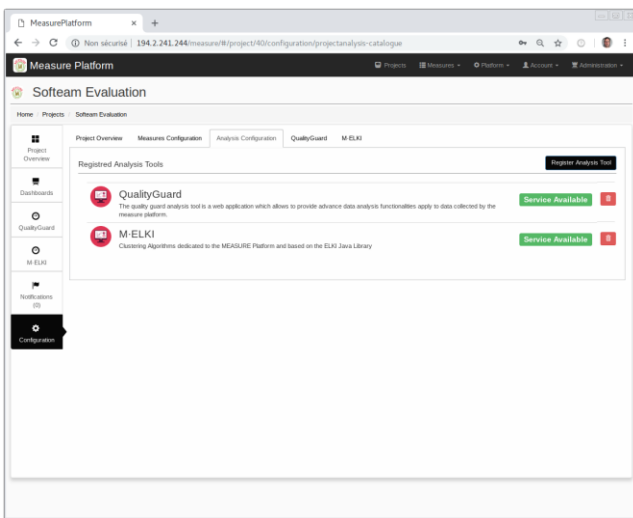 MeasurePlatform × +
Non sécurisé | 194.2.241.244/measure/#/project/40/configuration/projectanalysis-catalogue
Measure Platform Projects Measures Platform Account Administration
Softeam Evaluation
Home / Projects / Softeam Evaluation
Project Overview
Dashboards
QualityGuard
M-ELKI
Notifications (0)
Configuration
Project Overview Measures Configuration Analysis Configuration QualityGuard M-ELKI
Registred Analysis Tools Register Analysis Tool
QualityGuard
The quality guard analysis tool is a web application which allows to provide advance data analysis functionalities apply to data collected by the
measure platform.
Service Available
M-ELKI
Clustering Algorithms dedicated to the MEASURE Platform and based on the ELKI Java Library
Service Available